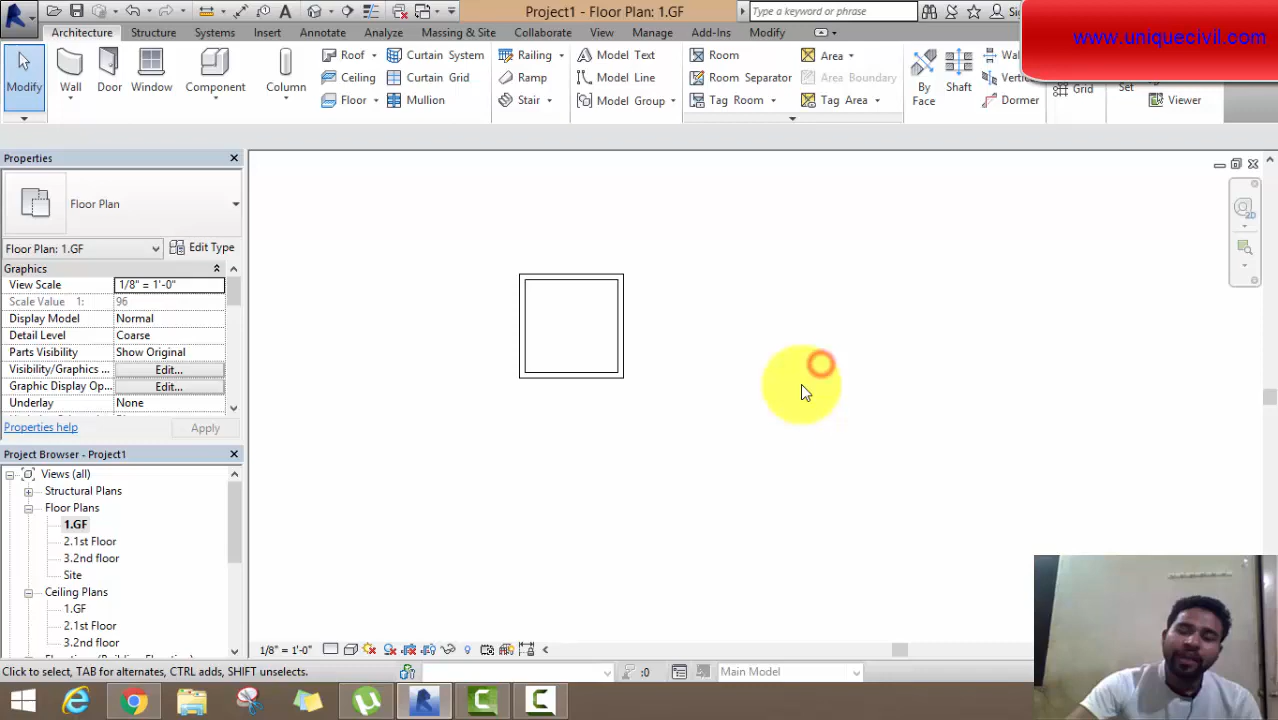 Project1 - Floor Plan: 1.GF
Type a keyword or phrase
www.uniquecivil.com
Architecture
Structure
Systems
Insert
Annotate
Analyze
Massing & Site
Collaborate
View
Manage
Add-Ins
Modify
Modify
Wall
Door
Window
Component
Column
Roof
Ceiling
Floor
Curtain System
Curtain Grid
Mullion
Railing
Ramp
Stair
Model Text
Model Line
Model Group
Room
Room Separator
Tag Room
Area
Area Boundary
Tag Area
By
Face
Shaft
Dormer
Grid
Set
Viewer
Properties
Floor Plan
Floor Plan: 1.GF
Edit Type
Graphics
View Scale
1/8" = 1'-0"
Scale Value 1:
96
Display Model
Normal
Detail Level
Coarse
Parts Visibility
Show Original
Visibility/Graphics ...
Edit...
Graphic Display Op...
Edit...
Underlay
None
Properties help
Apply
Project Browser - Project1
Views (all)
Structural Plans
Floor Plans
1.GF
2.1st Floor
3.2nd floor
Site
Ceiling Plans
1.GF
2.1st Floor
3.2nd floor
2D
1/8" = 1'-0"
Click to select, TAB for alternates, CTRL adds, SHIFT unselects.
:0
Main Model